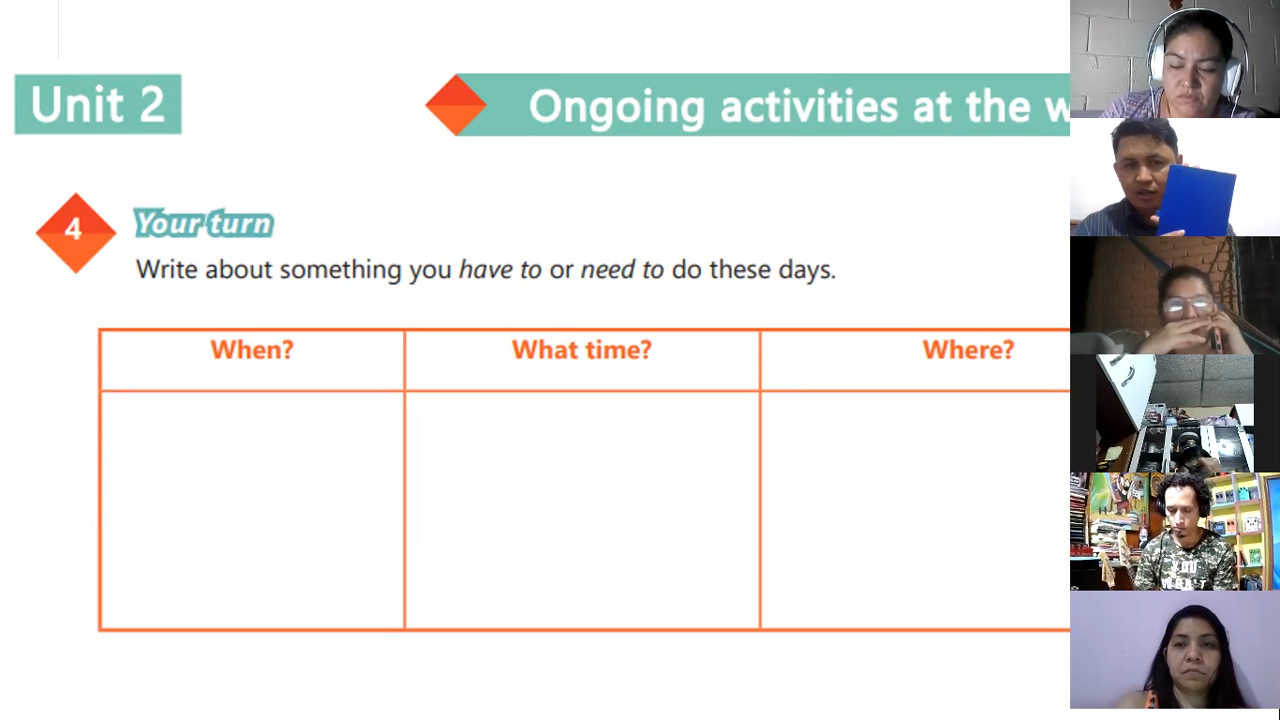 Unit 2
Ongoing activities at the w
4
Your turn
Write about something you have to or need to do these days.
When? What time? Where?
YOU